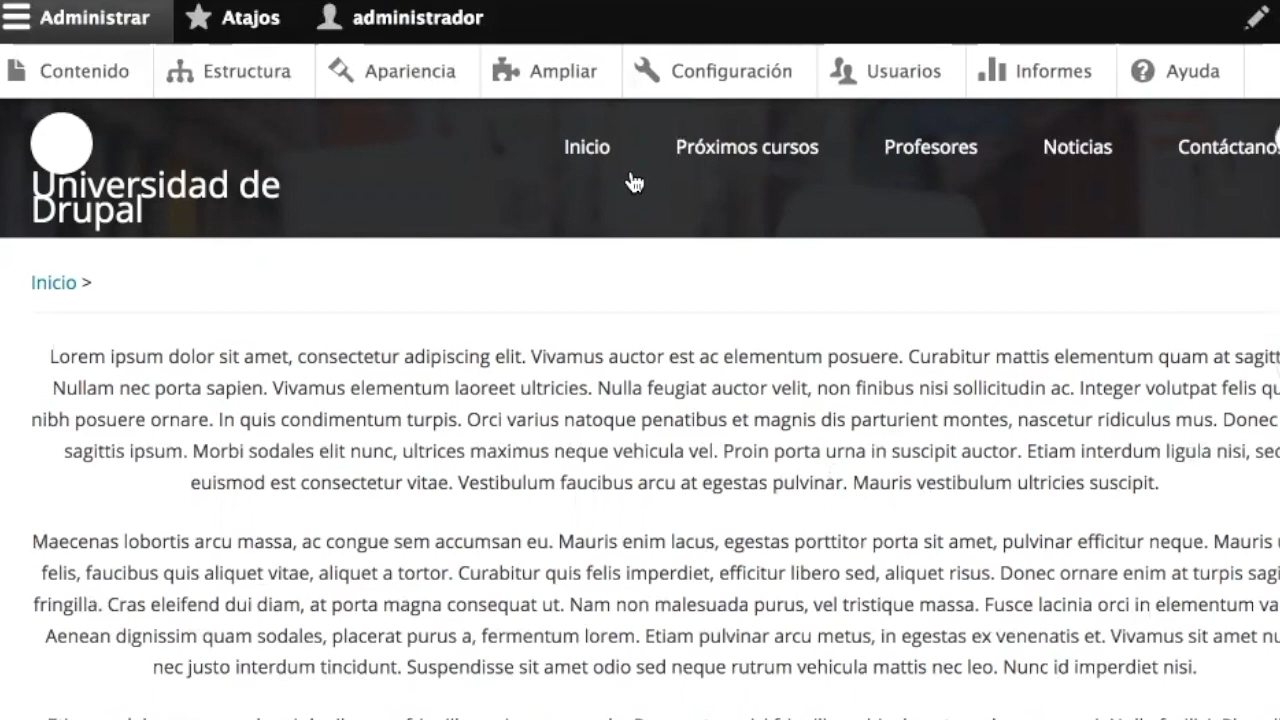 Administrar Atajos administrador
Contenido Estructura Apariencia Ampliar Configuración Usuarios Informes Ayuda
Inicio Próximos cursos Profesores Noticias
Universidad de
Drupal
Inicio >
Lorem ipsum dolor sit amet, consectetur adipiscing elit. Vivamus auctor est ac elementum posuere. Curabitur mattis elementum quam at
Nullam nec porta sapien. Vivamus elementum laoreet ultricies. Nulla feugiat auctor velit, non finibus nisi sollicitudin ac. Integer volutpat felis
nibh posuere ornare. In quis condimentum turpis. Orci varius natoque penatibus et magnis dis parturient montes, nascetur ridiculus mus. Donec
sagittis ipsum. Morbi sodales elit nunc, ultrices maximus neque vehicula vel. Proin porta urna in suscipit auctor. Etiam interdum ligula nisi,
euismod est consectetur vitae. Vestibulum faucibus arcu at egestas pulvinar. Mauris vestibulum ultricies suscipit.
Maecenas lobortis arcu massa, ac congue sem accumsan eu. Mauris enim lacus, egestas porttitor porta sit amet, pulvinar efficitur neque. Mauris
felis, faucibus quis aliquet vitae, aliquet a tortor. Curabitur quis felis imperdiet, efficitur libero sed, aliquet risus. Donec ornare enim at turpis
fringilla. Cras eleifend dui diam, at porta magna consequat ut. Nam non malesuada purus, vel tristique massa. Fusce lacinia orci in elementum
Aenean dignissim quam sodales, placerat purus a, fermentum lorem. Etiam pulvinar arcu metus, in egestas ex venenatis et. Vivamus sit amet
nec justo interdum tincidunt. Suspendisse sit amet odio sed neque rutrum vehicula mattis nec leo. Nunc id imperdiet nisi.